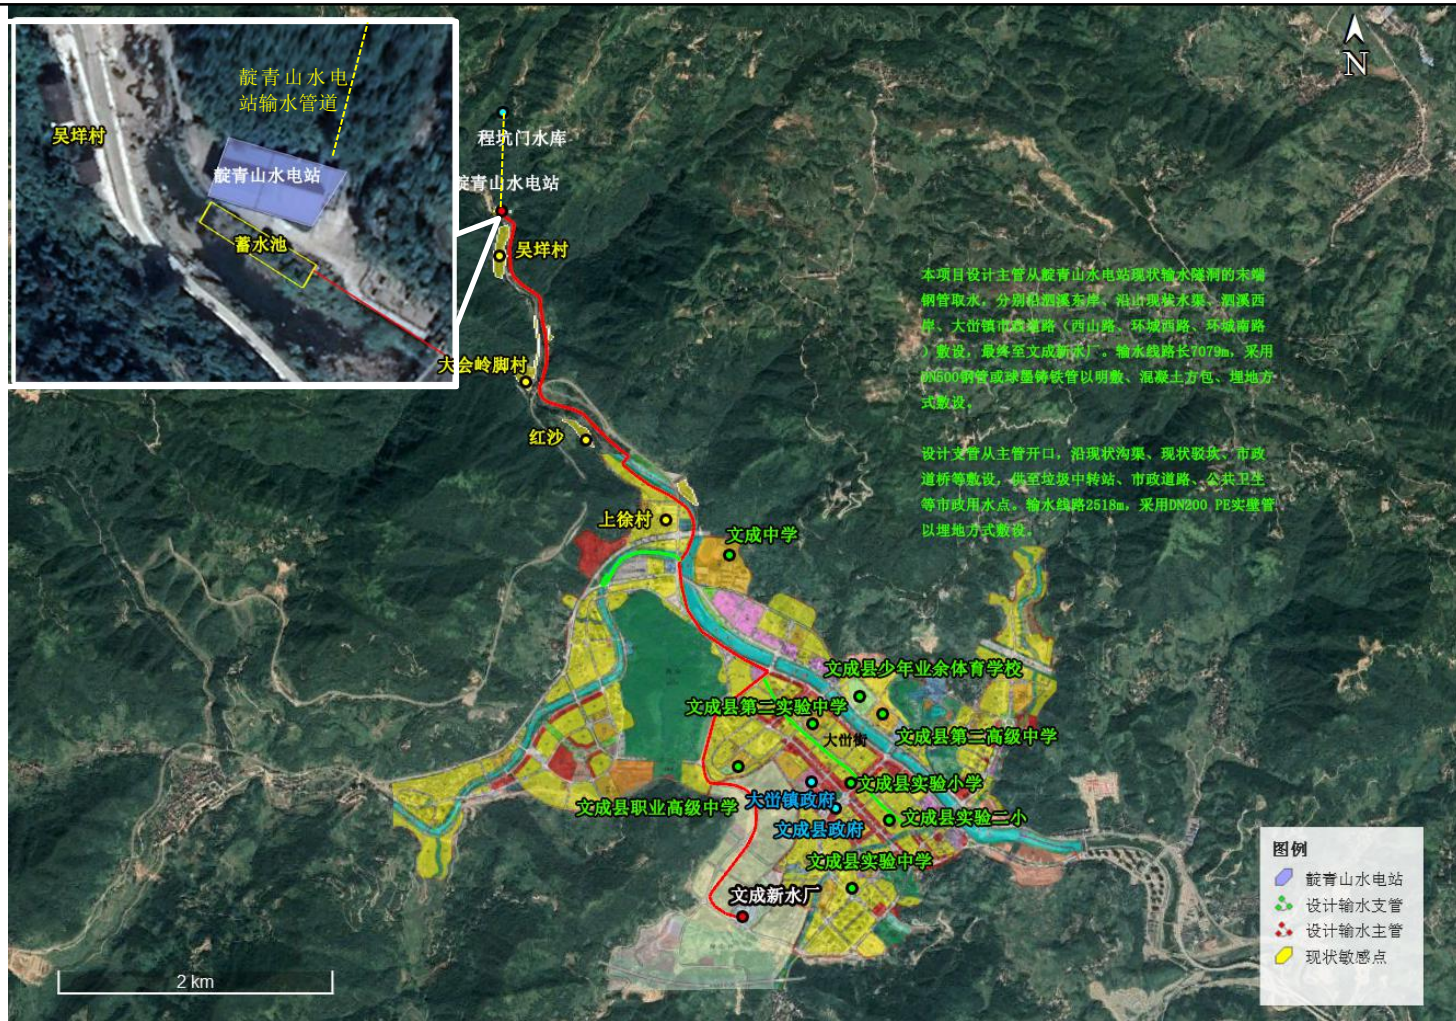 N
靛青山水电
站输水管道
吴垟村
靛青山水电站
蓄水池
程坑门水库
靛青山水电站
吴垟村
大会岭脚村
红沙
上徐村
文成中学
本项目设计主管从靛青山水电站现状输水隧洞的末端
钢管取水，分别沿泗溪东岸、沿山现状水渠、泗溪西
岸、大峃镇市政道路（西山路、环城西路、环城南路
）敷设，最终至文成新水厂。输水线路长7079m，采用
DN500钢管或球墨铸铁管以明敷、混凝土方包、埋地方
式敷设。
设计支管从主管开口，沿现状沟渠、现状驳坎、市政
道桥等敷设，供至垃圾中转站、市政道路、公共卫生
等市政用水点。输水线路2518m，采用DN200 PE实壁管
以埋地方式敷设。
文成县少年业余体育学校
文成县第二实验中学
文成县第二高级中学
大峃街
文成县实验小学
大峃镇政府
文成县职业高级中学
文成县实验二小
文成县政府
文成县实验中学
文成新水厂
2 km
图例
靛青山水电站
设计输水支管
设计输水主管
现状敏感点